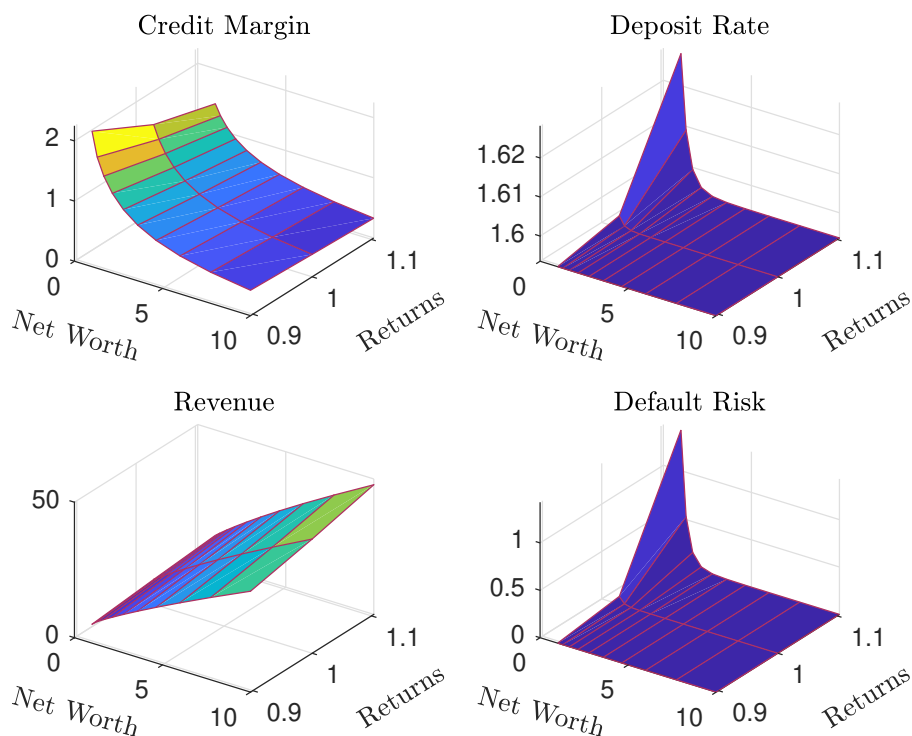 Credit Margin
2
1
0
0
5
10
0.9
1
1.1
Net Worth
Returns
Deposit Rate
1.62
1.61
1.6
0
5
10
0.9
1
1.1
Net Worth
Returns
Revenue
50
0
0
5
10
0.9
1
1.1
Net Worth
Returns
Default Risk
1
0.5
0
0
5
10
0.9
1
1.1
Net Worth
Returns